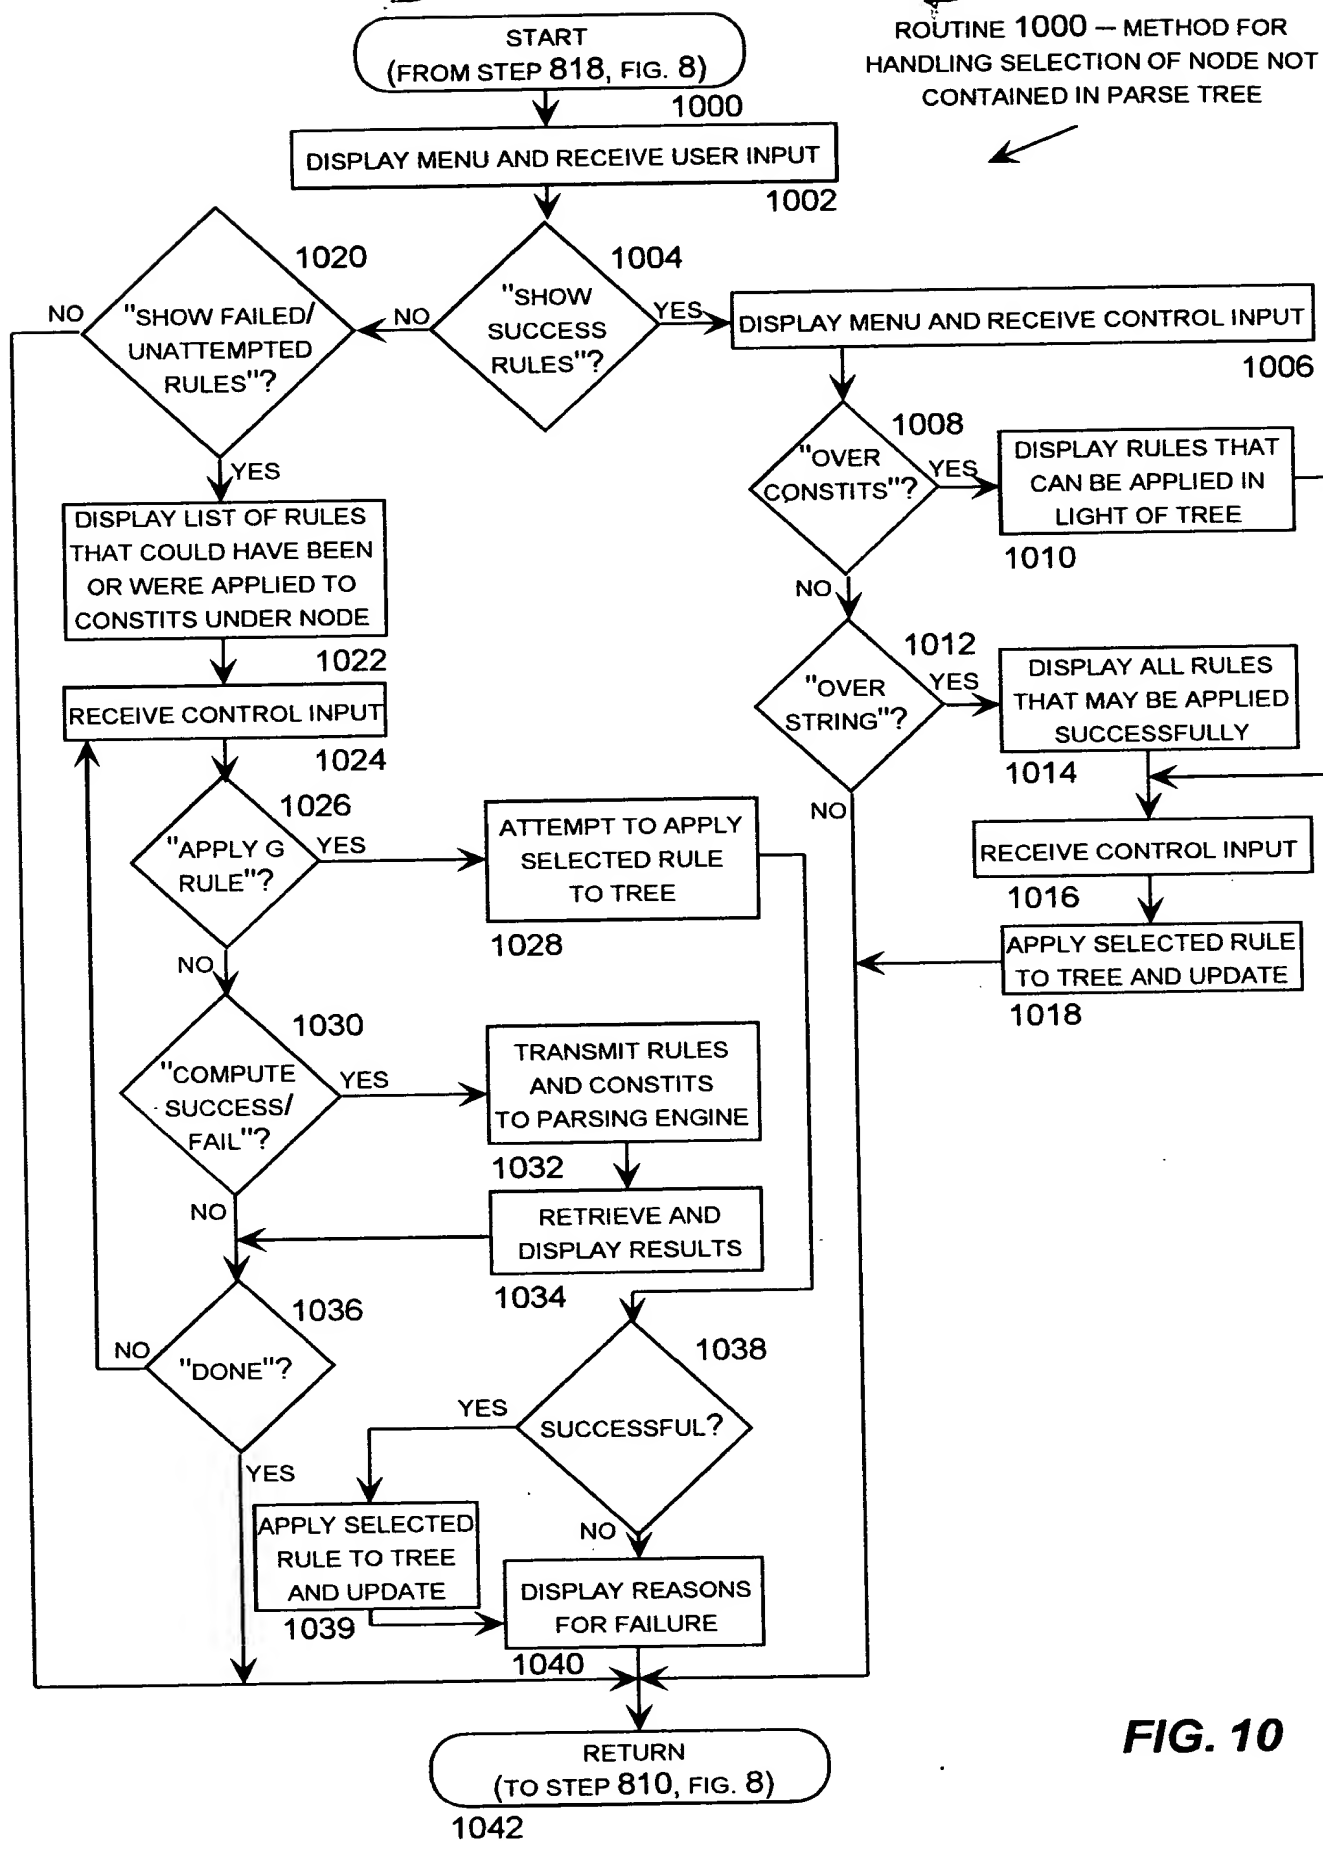 START
(FROM STEP 818, FIG. 8)
1000
ROUTINE 1000 — METHOD FOR
HANDLING SELECTION OF NODE NOT
CONTAINED IN PARSE TREE
DISPLAY MENU AND RECEIVE USER INPUT
1002
1020
"SHOW FAILED/
UNATTEMPTED
RULES"?
NO
YES
1004
"SHOW
SUCCESS
RULES"?
NO
YES
DISPLAY MENU AND RECEIVE CONTROL INPUT
1006
1008
"OVER
CONSTITS"?
YES
NO
DISPLAY RULES THAT
CAN BE APPLIED IN
LIGHT OF TREE
1010
DISPLAY LIST OF RULES
THAT COULD HAVE BEEN
OR WERE APPLIED TO
CONSTITS UNDER NODE
1022
1012
"OVER
STRING"?
YES
NO
DISPLAY ALL RULES
THAT MAY BE APPLIED
SUCCESSFULLY
1014
RECEIVE CONTROL INPUT
1024
RECEIVE CONTROL INPUT
1016
APPLY SELECTED RULE
TO TREE AND UPDATE
1018
1026
"APPLY G
RULE"?
YES
NO
ATTEMPT TO APPLY
SELECTED RULE
TO TREE
1028
1030
"COMPUTE
SUCCESS/
FAIL"?
YES
NO
TRANSMIT RULES
AND CONSTITS
TO PARSING ENGINE
1032
RETRIEVE AND
DISPLAY RESULTS
1034
1036
"DONE"?
NO
YES
1038
SUCCESSFUL?
YES
NO
APPLY SELECTED
RULE TO TREE
AND UPDATE
1039
DISPLAY REASONS
FOR FAILURE
1040
RETURN
(TO STEP 810, FIG. 8)
1042
FIG. 10